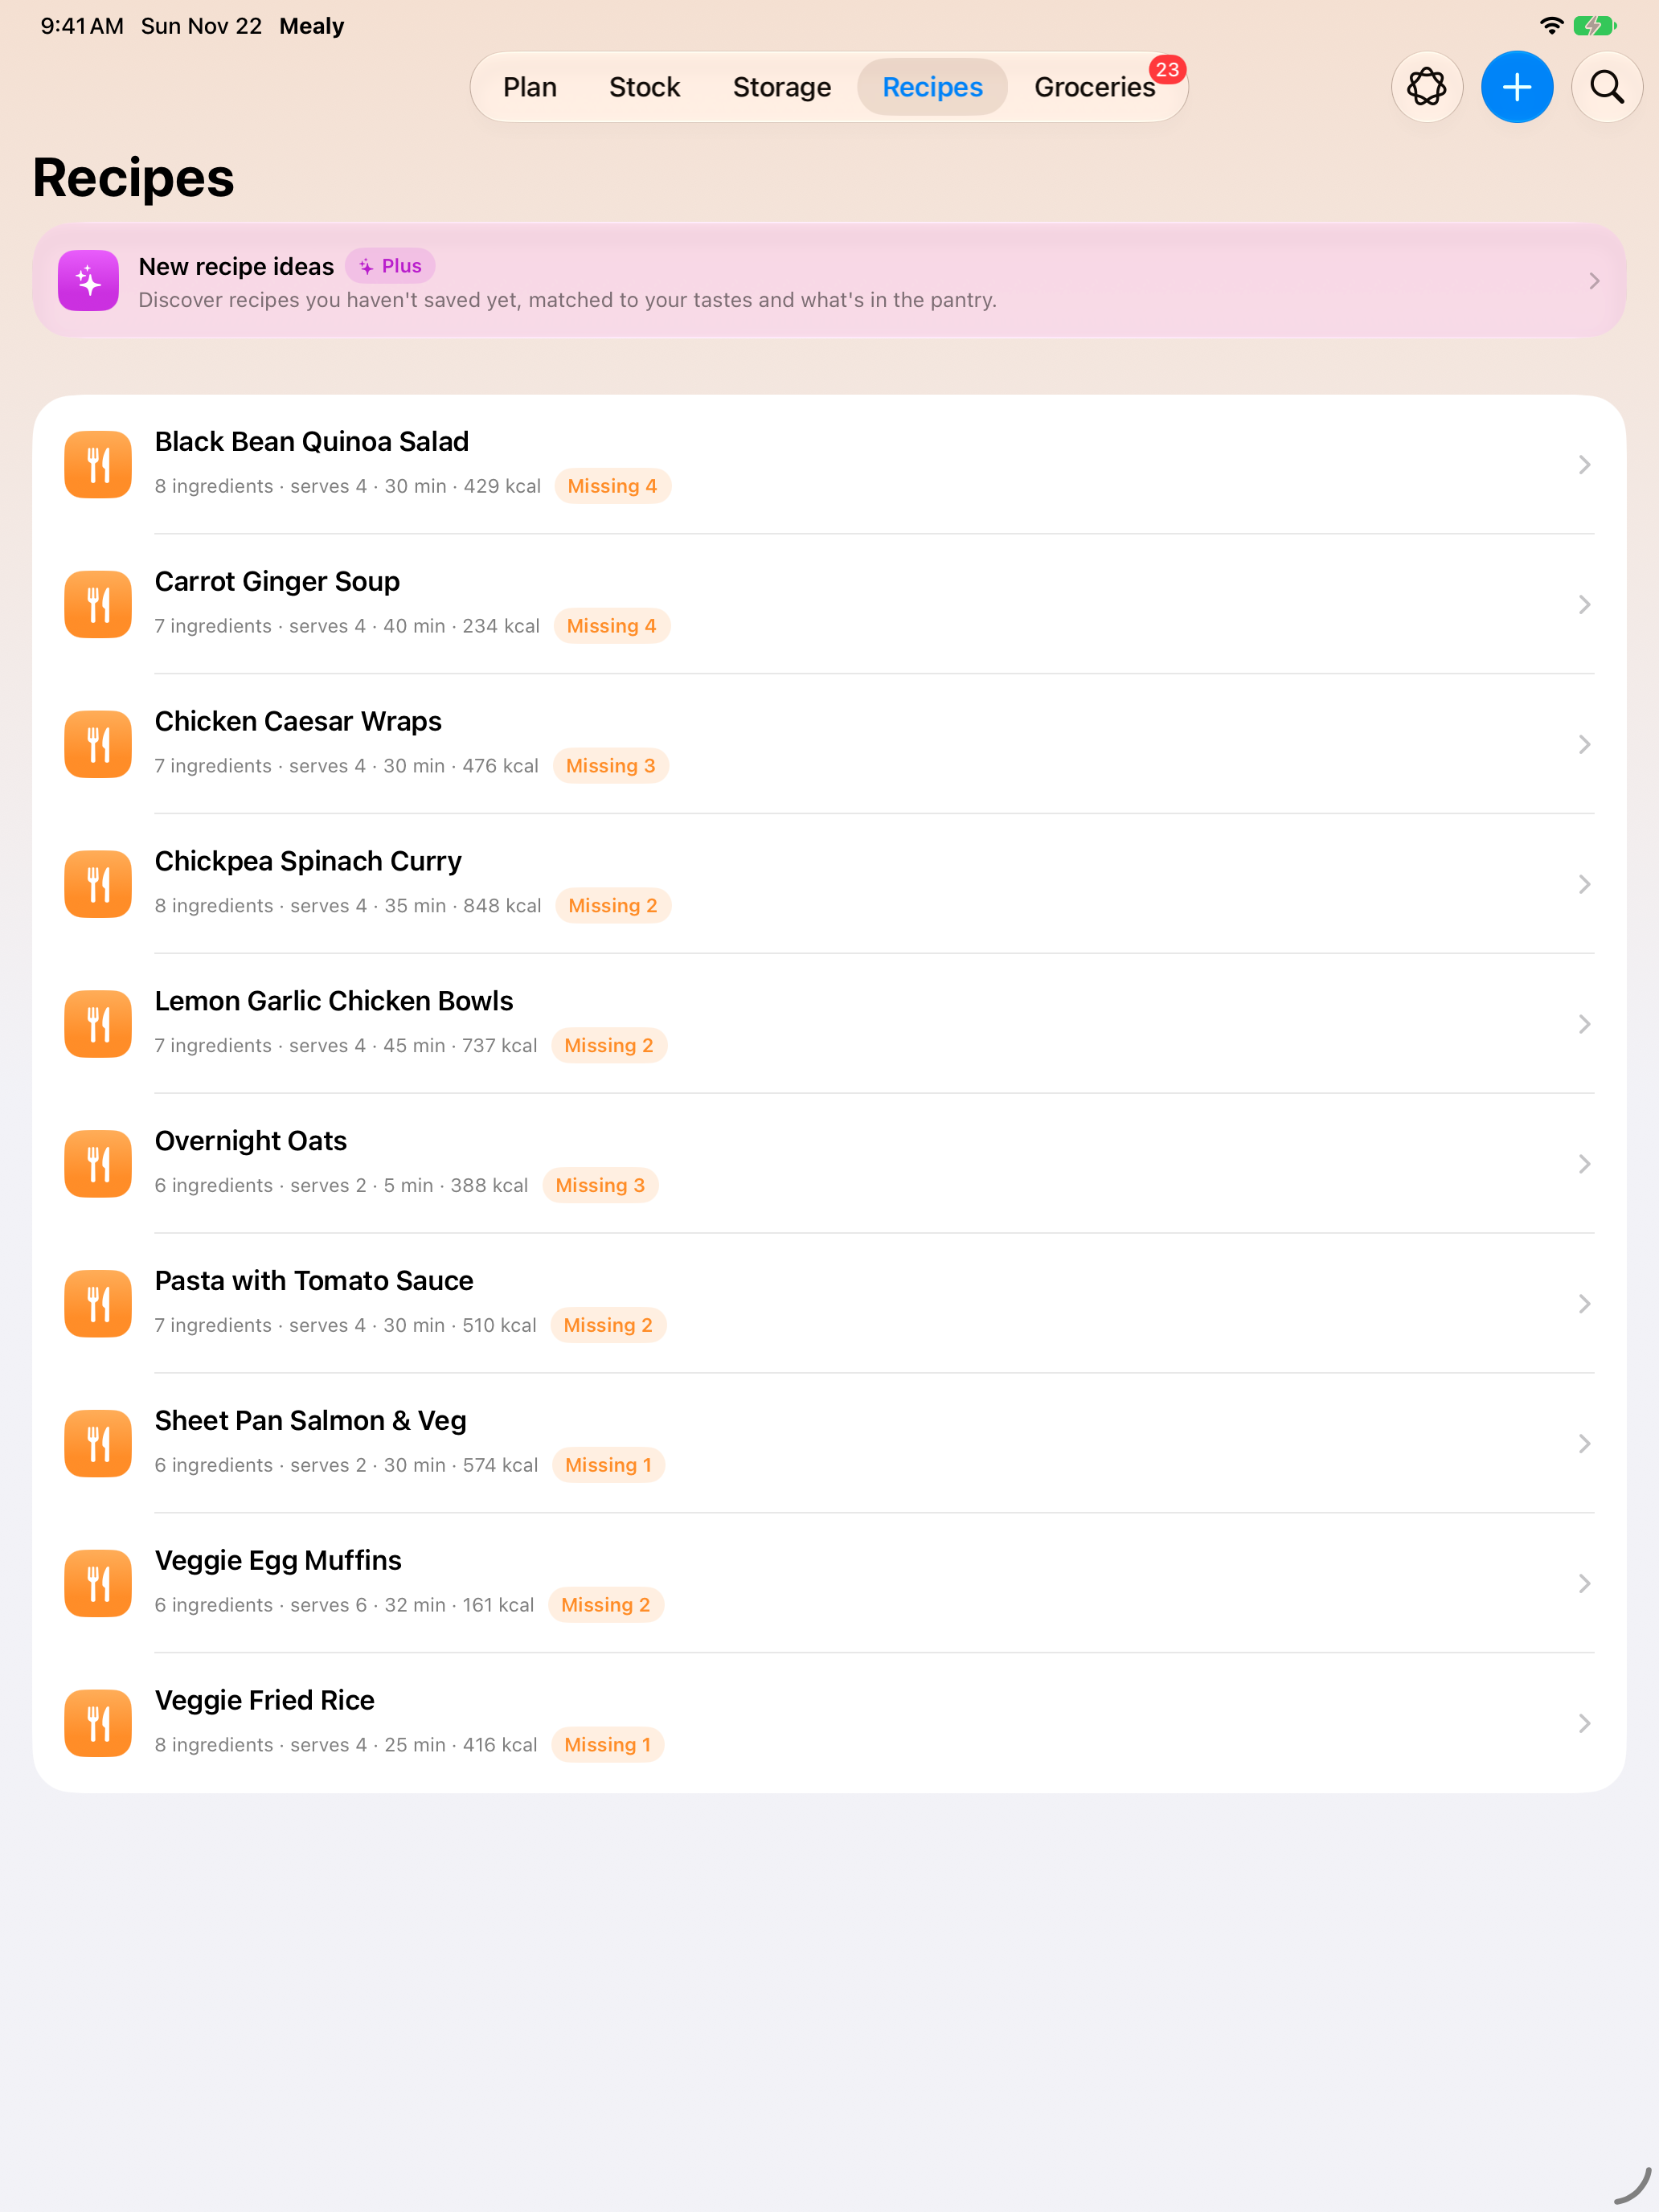 9:41 AM Sun Nov 22 Mealy
Plan Stock Storage Recipes Groceries 23
Recipes
New recipe ideas Plus
Discover recipes you haven't saved yet, matched to your tastes and what's in the pantry.
Black Bean Quinoa Salad
8 ingredients · serves 4 · 30 min · 429 kcal Missing 4
Carrot Ginger Soup
7 ingredients · serves 4 · 40 min · 234 kcal Missing 4
Chicken Caesar Wraps
7 ingredients · serves 4 · 30 min · 476 kcal Missing 3
Chickpea Spinach Curry
8 ingredients · serves 4 · 35 min · 848 kcal Missing 2
Lemon Garlic Chicken Bowls
7 ingredients · serves 4 · 45 min · 737 kcal Missing 2
Overnight Oats
6 ingredients · serves 2 · 5 min · 388 kcal Missing 3
Pasta with Tomato Sauce
7 ingredients · serves 4 · 30 min · 510 kcal Missing 2
Sheet Pan Salmon & Veg
6 ingredients · serves 2 · 30 min · 574 kcal Missing 1
Veggie Egg Muffins
6 ingredients · serves 6 · 32 min · 161 kcal Missing 2
Veggie Fried Rice
8 ingredients · serves 4 · 25 min · 416 kcal Missing 1